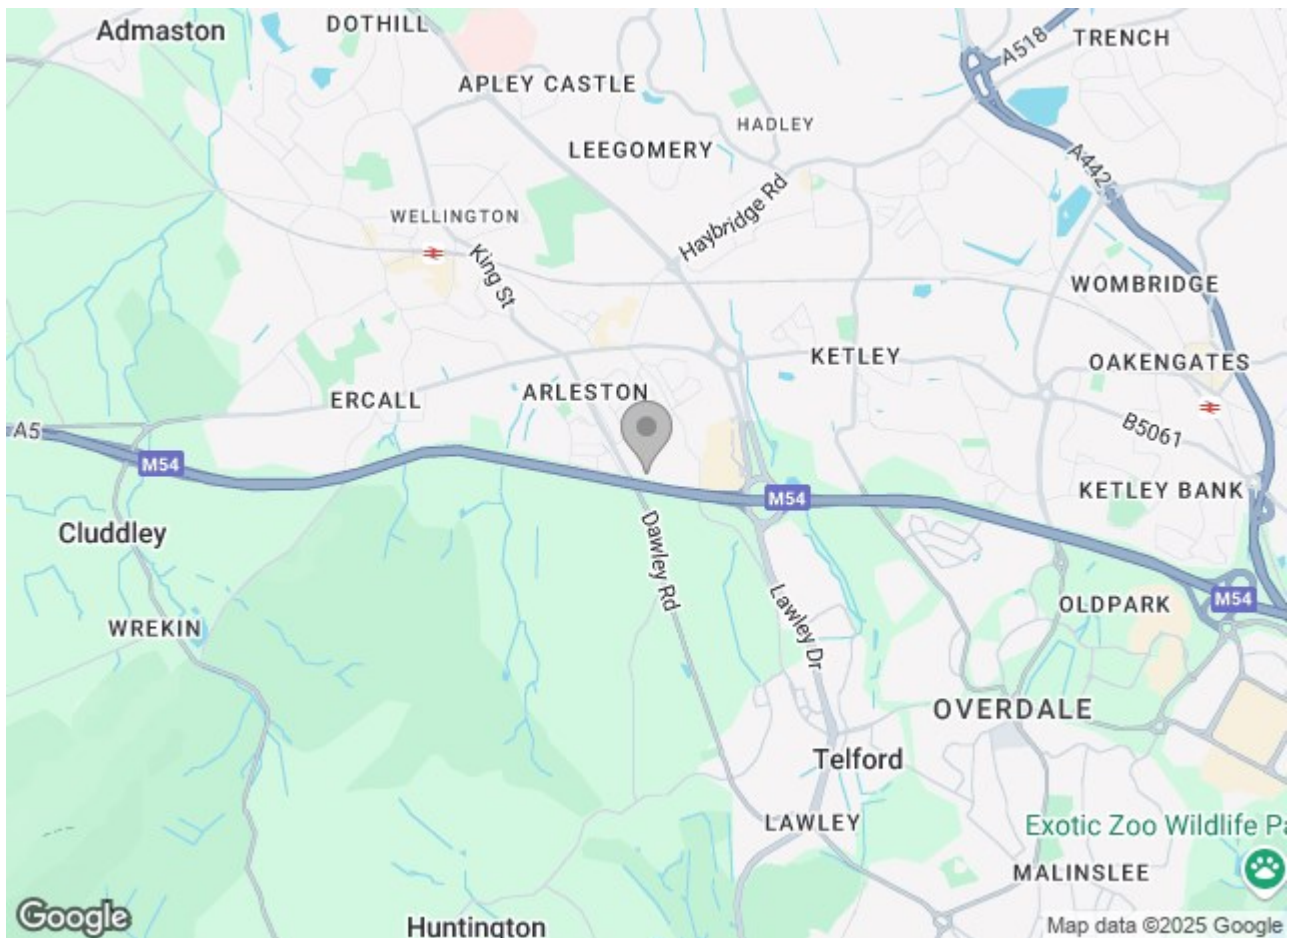 Admaston
DOTHILL
A518
TRENCH
APLEY CASTLE
HADLEY
LEEGOMERY
A442
Haybridge Rd
WELLINGTON
King St
WOMBRIDGE
KETLEY
OAKENGATES
ARLESTON
ERCALL
A5
B5061
M54
M54
KETLEY BANK
Cluddley
Dawley Rd
M54
OLDPARK
Lawley Dr
WREKIN
OVERDALE
Telford
LAWLEY
Exotic Zoo Wildlife Pa
MALINSLEE
Google
Huntington
Map data ©2025 Google